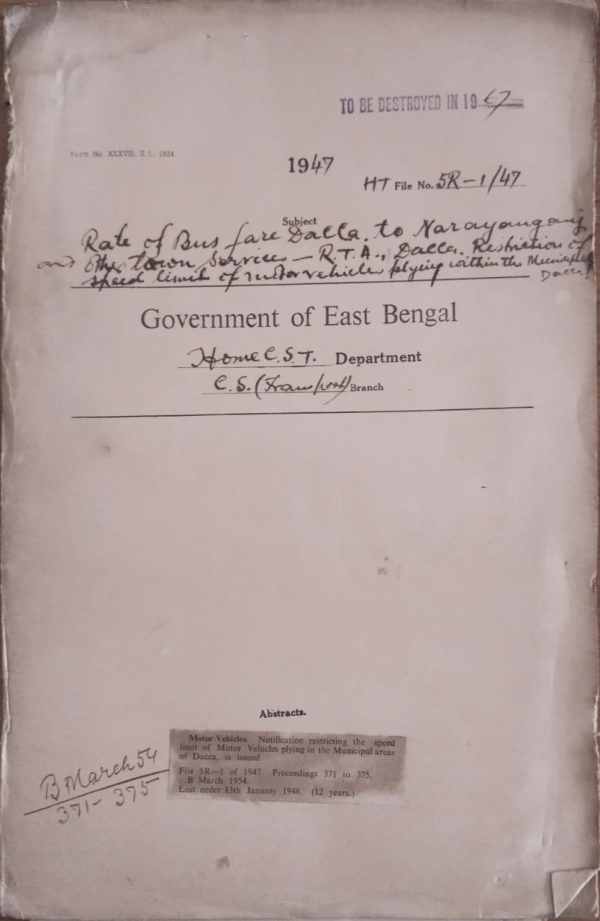 TO BE DESTROYED IN 1967
Form No. XXXVIII. S. L. 1924
1947
HT File No. 5R-1/47
Subject
Rate of Bus fare Dacca to Narayanganj
and other town services — R.T.A., Dacca. Restriction of
speed limit of motor vehicles plying within the Municipality
Dacca
Government of East Bengal
Home C.S.T. Department
C.S. (Transport) Branch
Abstracts.
Motor Vehicles. Notification restricting the speed
limit of Motor Vehicles plying in the Municipal areas
of Dacca, is issued.
File 5R—1 of 1947. Proceedings 371 to 375.
B March 1954.
Last order 13th January 1948. (12 years.)
B March 54
371-375